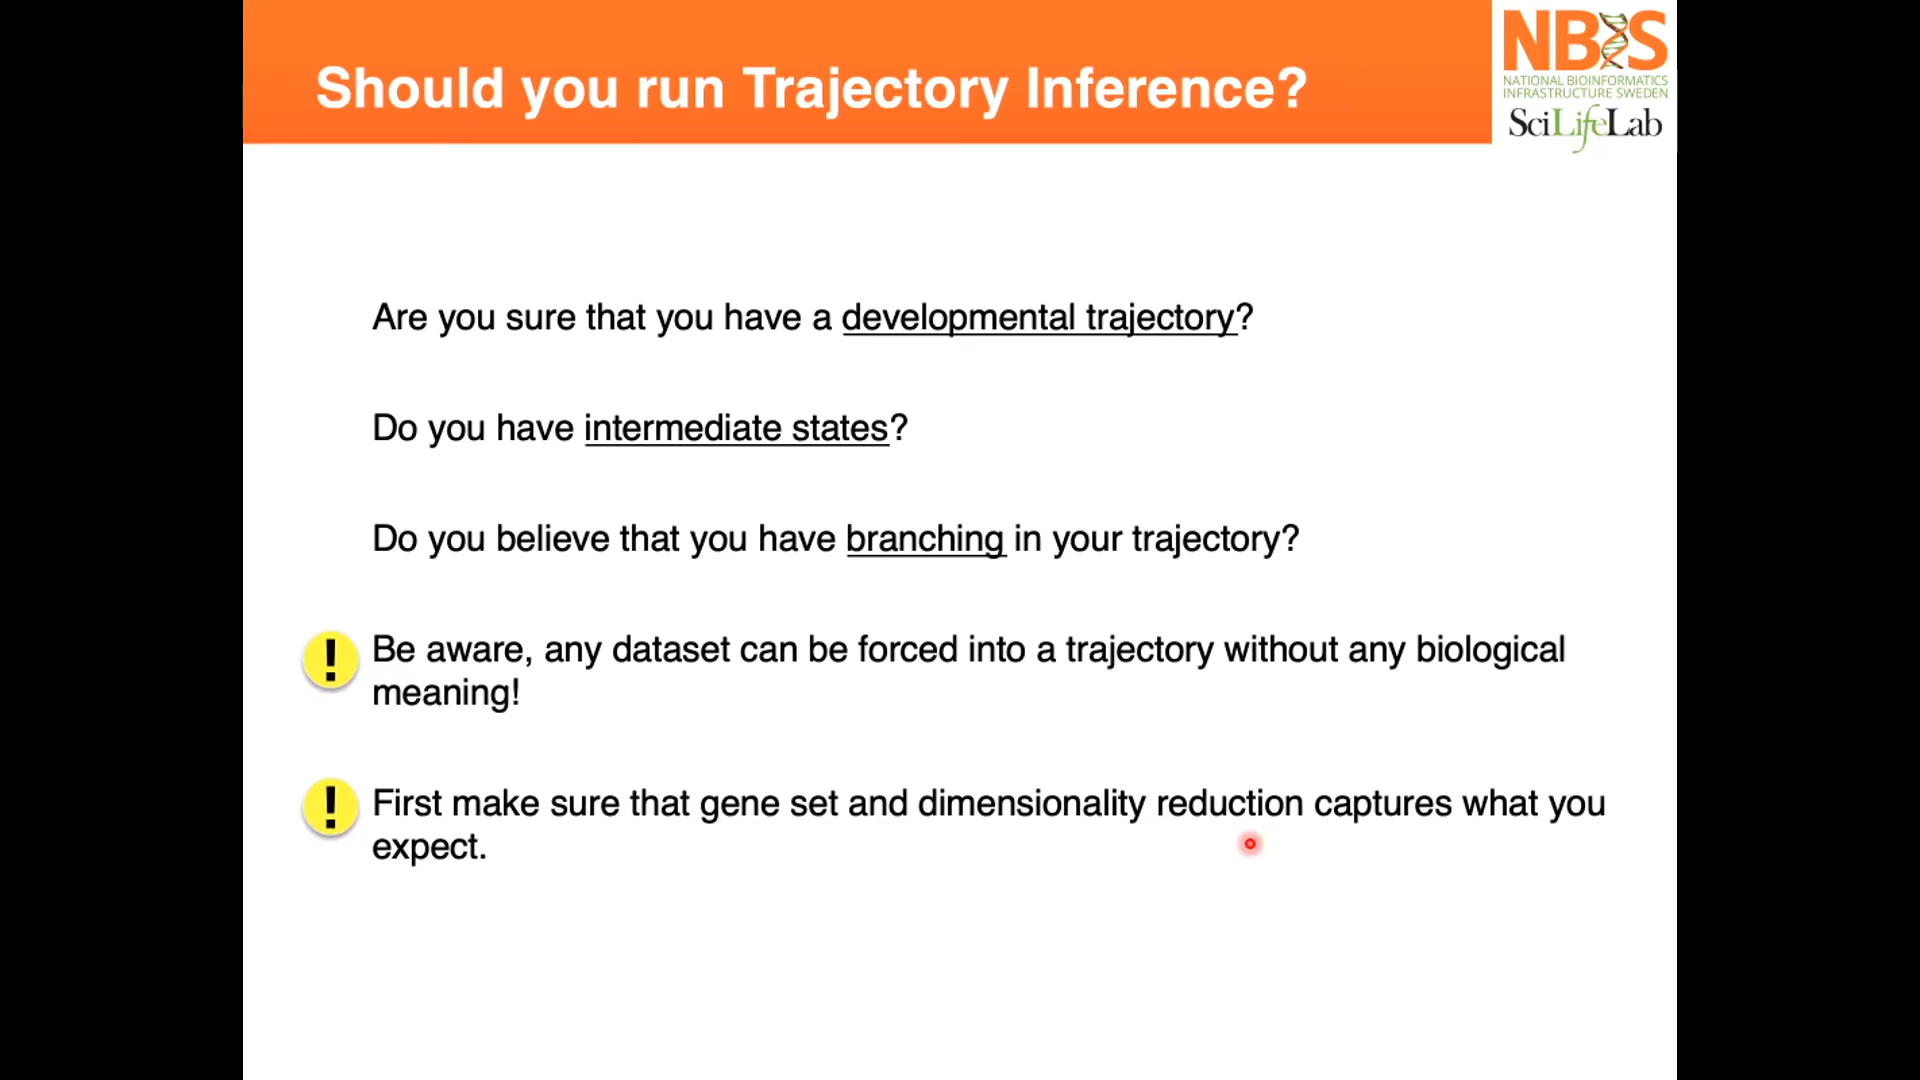 Should you run Trajectory Inference?
NBIS
NATIONAL BIOINFORMATICS
INFRASTRUCTURE SWEDEN
SciLifeLab
Are you sure that you have a developmental trajectory?
Do you have intermediate states?
Do you believe that you have branching in your trajectory?
! Be aware, any dataset can be forced into a trajectory without any biological
meaning!
! First make sure that gene set and dimensionality reduction captures what you
expect.